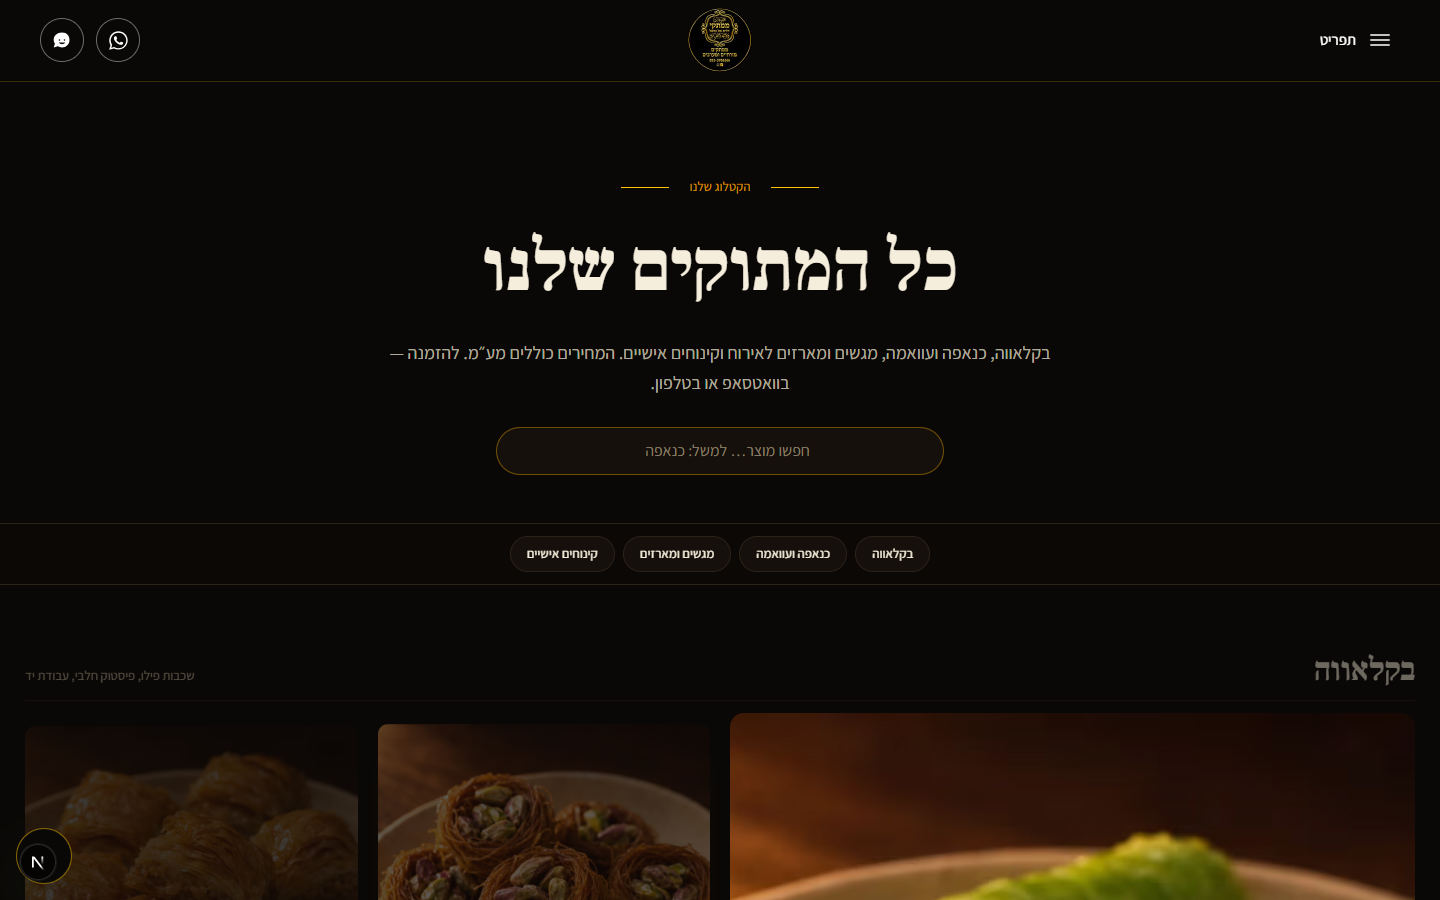 תפריט
ממתקי
הקטלוג שלנו
כל המתוקים שלנו
בקלאווה, כנאפה ועוואמה, מגשים ומארזים לאירוח וקינוחים אישיים. המחירים כוללים מע״מ. להזמנה —
בוואטסאפ או בטלפון.
חפשו מוצר… למשל: כנאפה
בקלאווה
כנאפה ועוואמה
מגשים ומארזים
קינוחים אישיים
בקלאווה
שכבות פילו, פיסטוק חלבי, עבודת יד
N